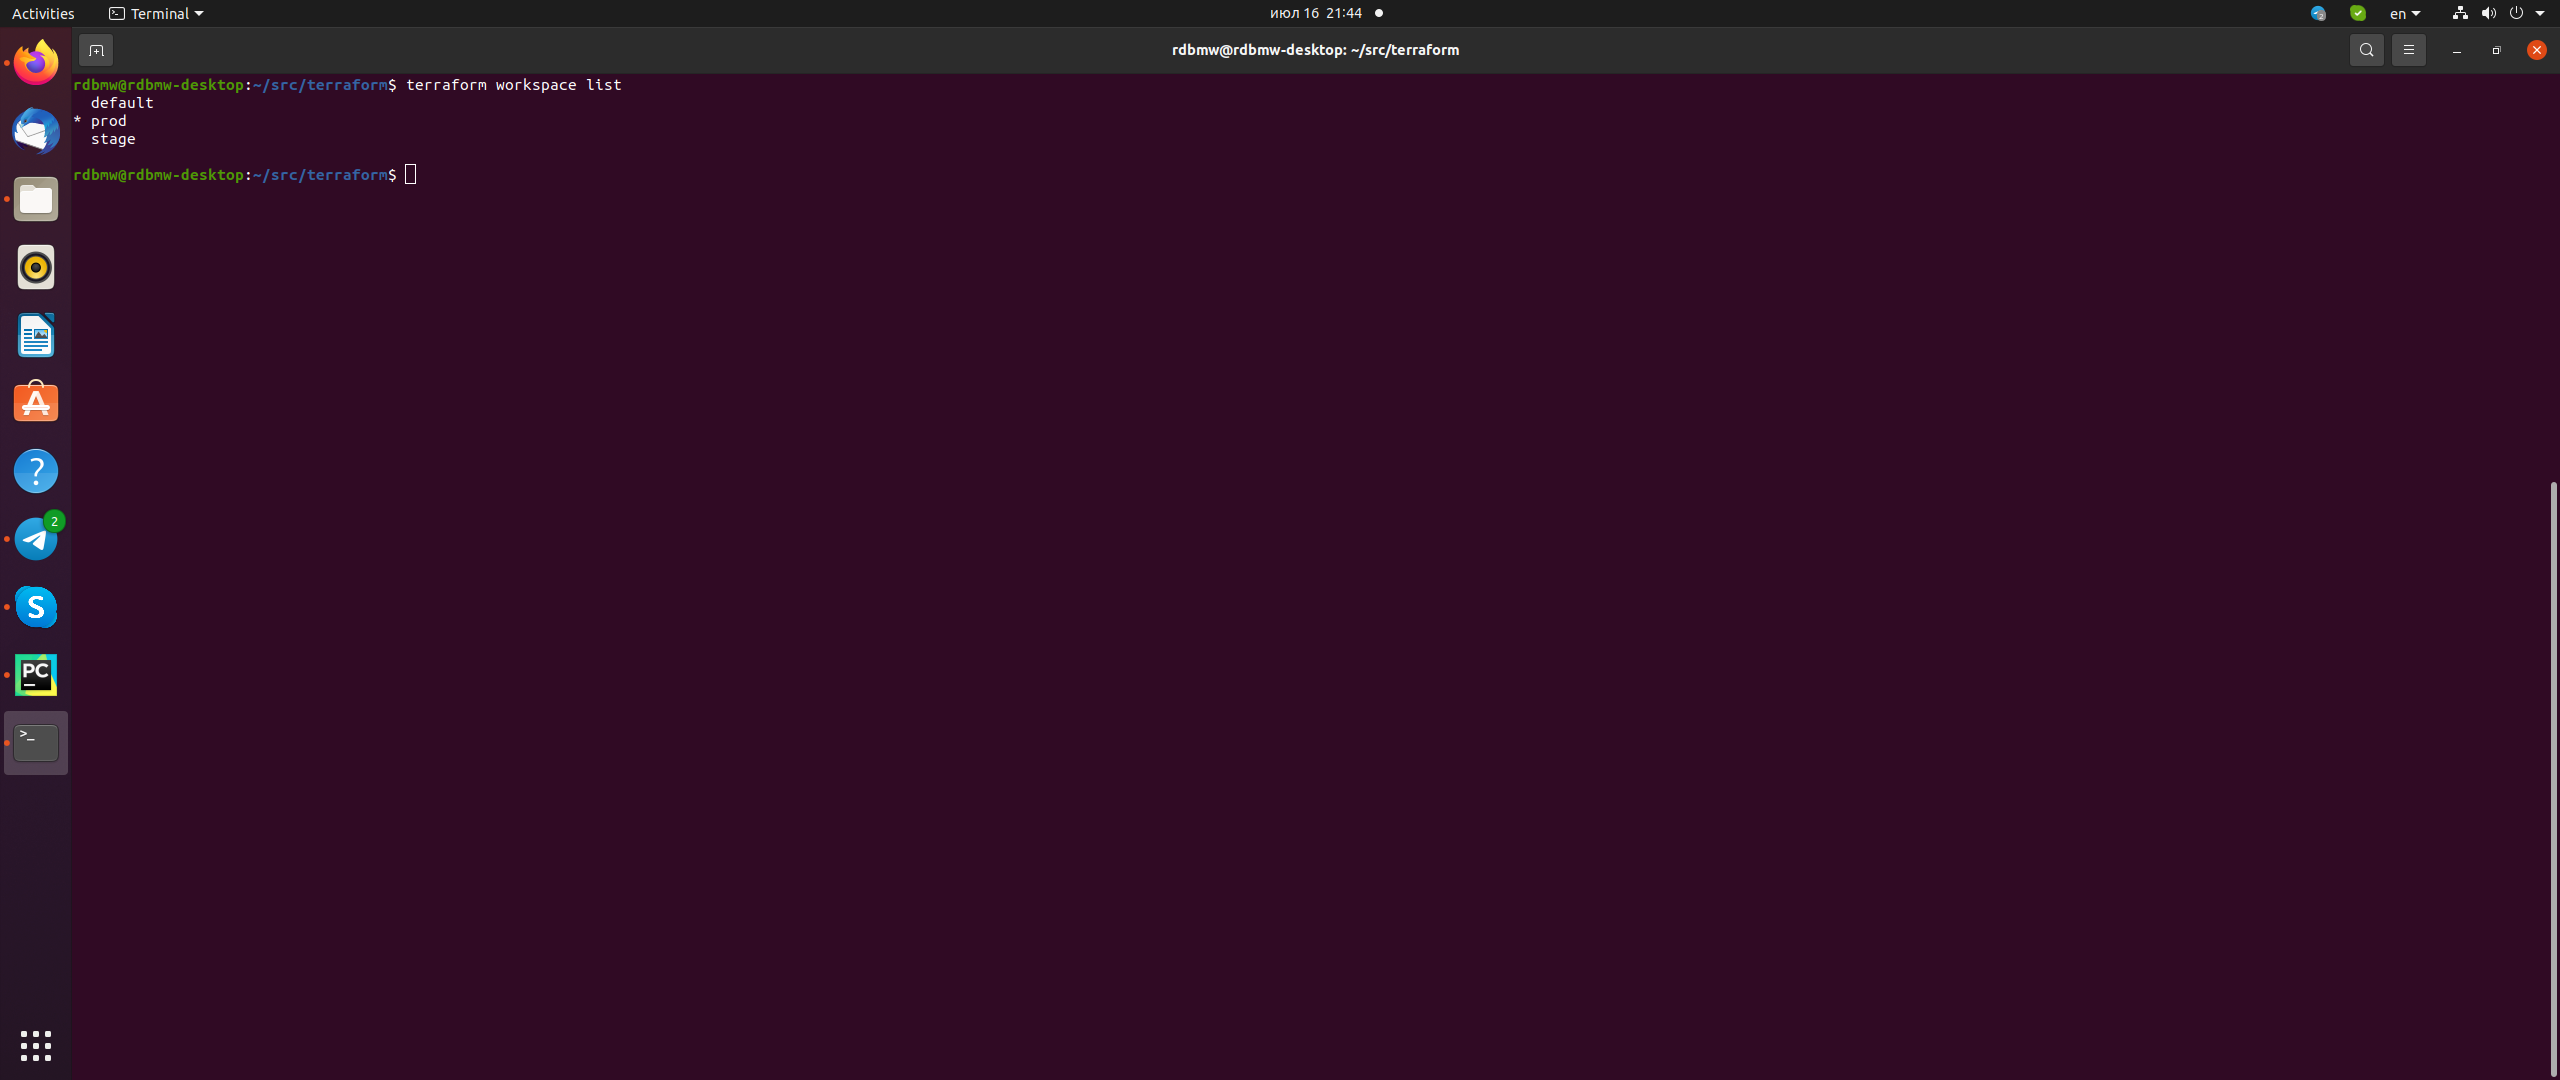 Activities
Terminal
июл 16 21:44
en
rdbmw@rdbmw-desktop: ~/src/terraform
rdbmw@rdbmw-desktop:~/src/terraform$ terraform workspace list
  default
* prod
  stage
rdbmw@rdbmw-desktop:~/src/terraform$
2
S
PC
>_